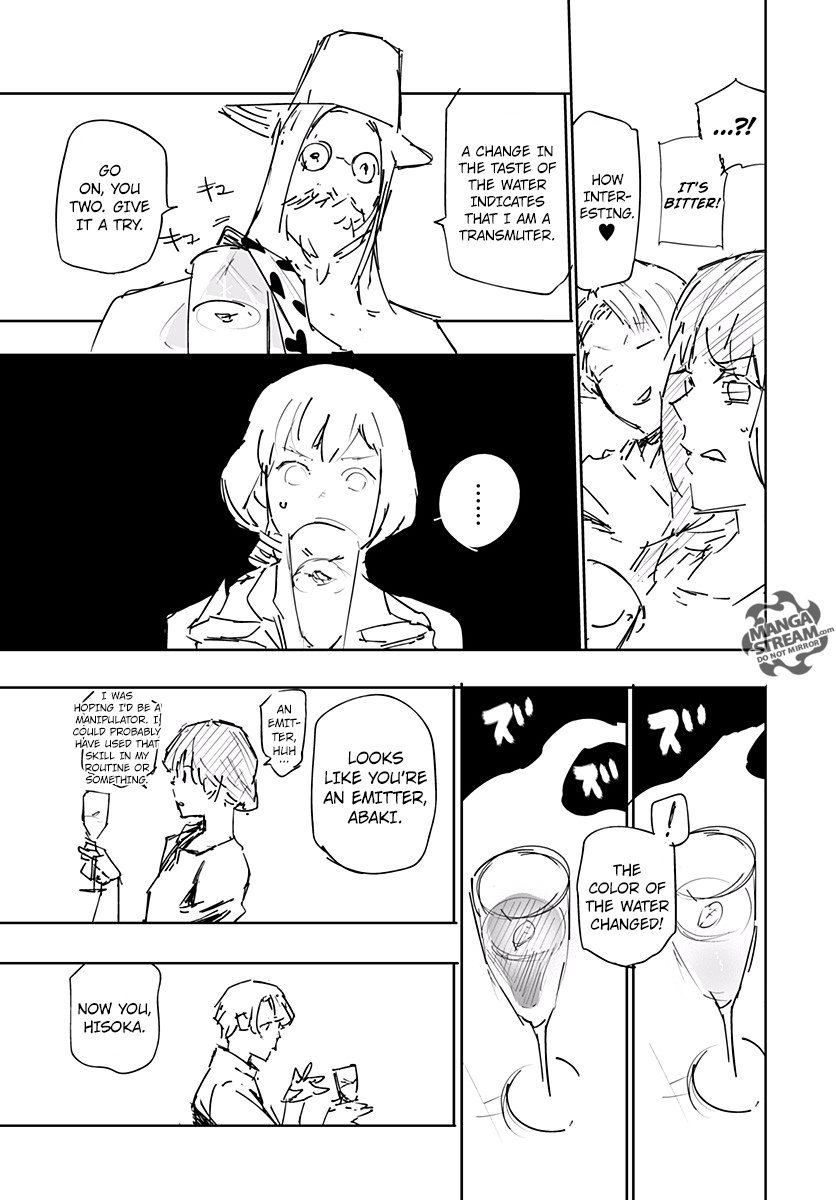 ...?!
IT'S
BITTER!
HOW
INTER-
ESTING.
♥
A CHANGE IN
THE TASTE OF
THE WATER
INDICATES
THAT I AM A
TRANSMUTER.
GO
ON, YOU
TWO. GIVE
IT A TRY.
キュ
キュ
........
ズ
ズ
!
ズ
ズ
THE
COLOR OF
THE WATER
CHANGED!
LOOKS
LIKE YOU'RE
AN EMITTER,
ABAKI.
AN
EMIT-
TER,
HUH
...
I WAS
HOPING I'D BE A
MANIPULATOR. I
COULD PROBABLY
HAVE USED THAT
SKILL IN MY
ROUTINE OR
SOMETHING.
NOW YOU,
HISOKA.
MANGA
STREAM.com
DO NOT MIRROR